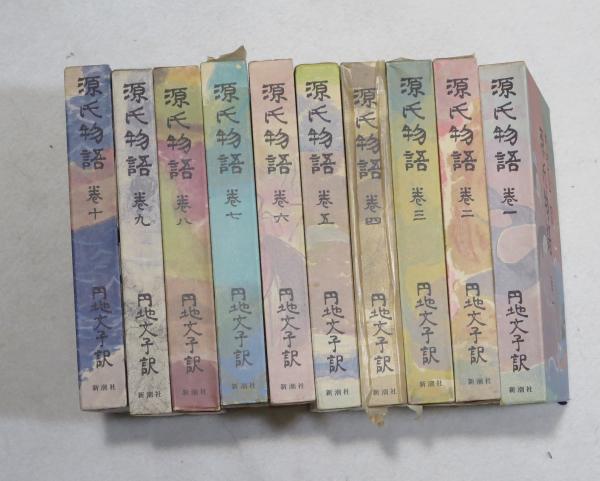 源氏物語 巻一 円地文子訳 新潮社
源氏物語 巻二 円地文子訳 新潮社
源氏物語 巻三 円地文子訳 新潮社
源氏物語 巻四 円地文子訳 新潮社
源氏物語 巻五 円地文子訳 新潮社
源氏物語 巻六 円地文子訳 新潮社
源氏物語 巻七 円地文子訳 新潮社
源氏物語 巻八 円地文子訳 新潮社
源氏物語 巻九 円地文子訳 新潮社
源氏物語 巻十 円地文子訳 新潮社